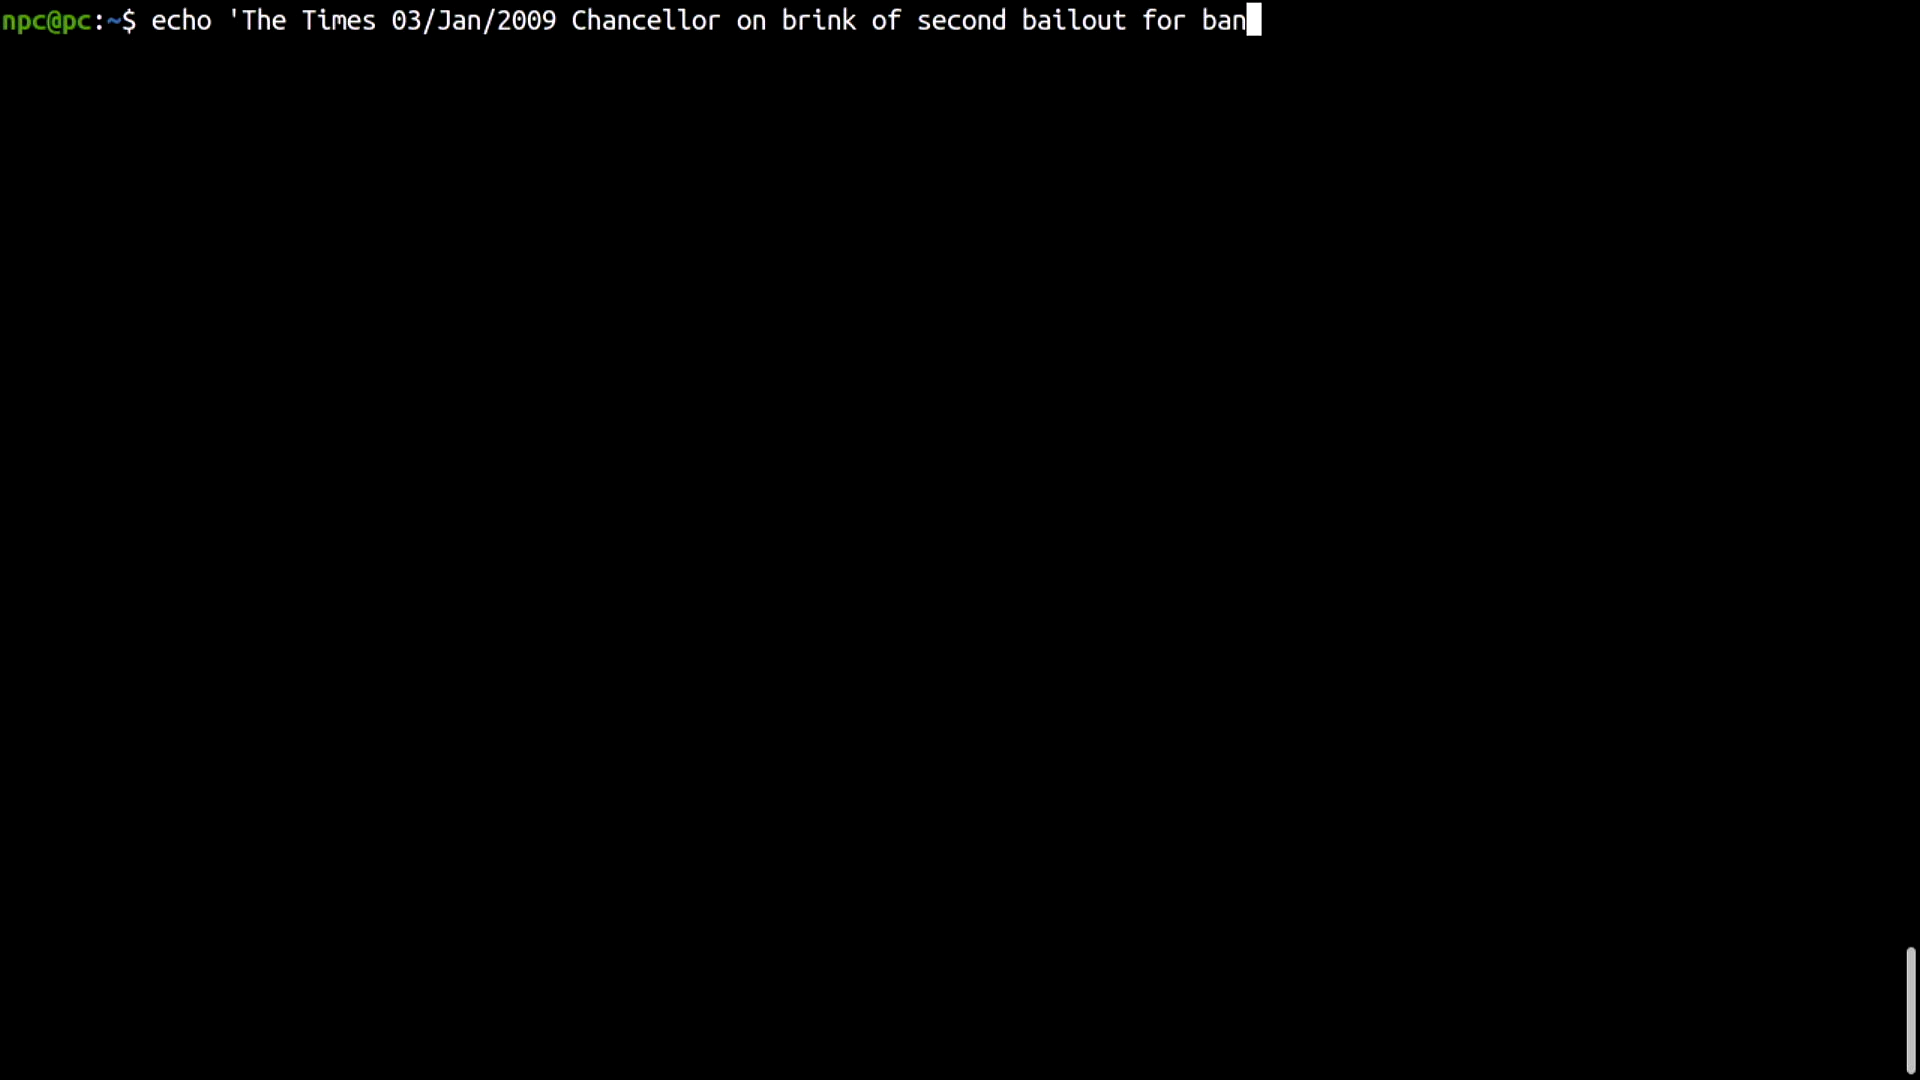 npc@pc:~$ echo 'The Times 03/Jan/2009 Chancellor on brink of second bailout for ban